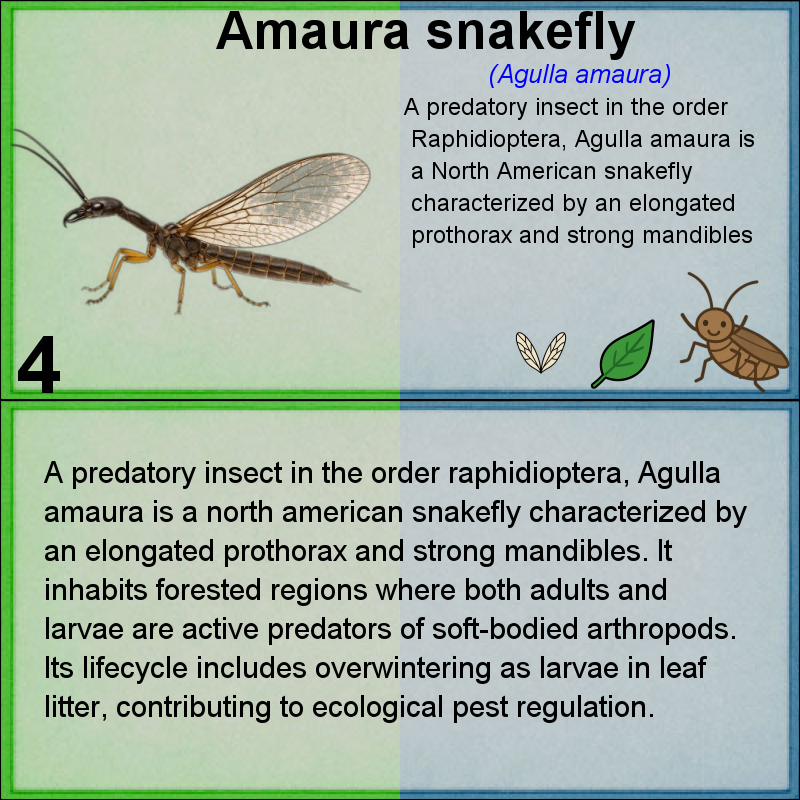 Amaura snakefly
(Agulla amaura)
A predatory insect in the order
Raphidioptera, Agulla amaura is
a North American snakefly
characterized by an elongated
prothorax and strong mandibles
4
A predatory insect in the order raphidioptera, Agulla
amaura is a north american snakefly characterized by
an elongated prothorax and strong mandibles. It
inhabits forested regions where both adults and
larvae are active predators of soft-bodied arthropods.
Its lifecycle includes overwintering as larvae in leaf
litter, contributing to ecological pest regulation.